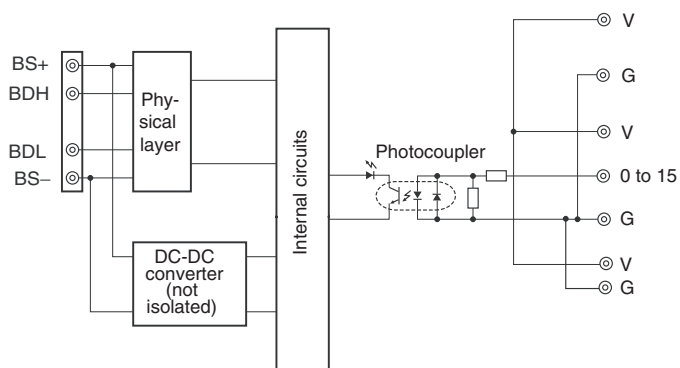 BS+
BDH
BDL
BS–
Phy-
sical
layer
DC-DC
converter
(not
isolated)
Internal circuits
Photocoupler
V
G
V
0 to 15
G
V
G